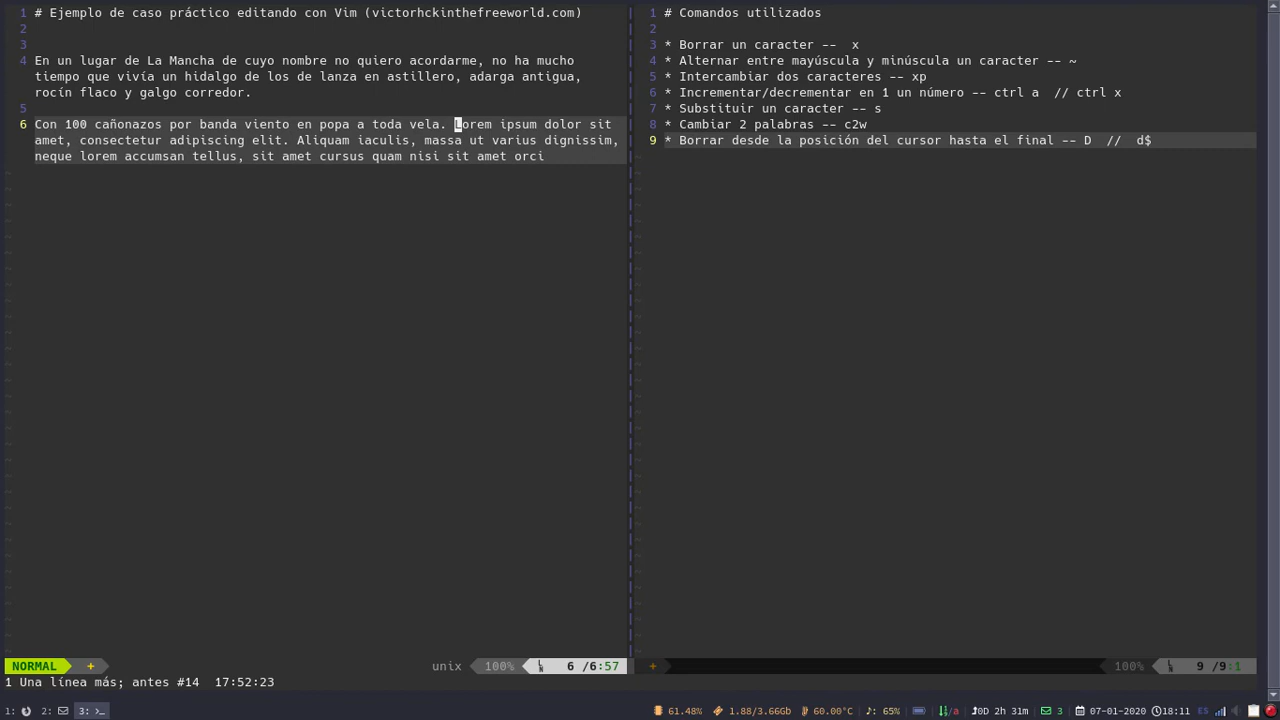 1 # Ejemplo de caso práctico editando con Vim (victorhckinthefreeworld.com)
2
3
4 En un lugar de La Mancha de cuyo nombre no quiero acordarme, no ha mucho
tiempo que vivía un hidalgo de los de lanza en astillero, adarga antigua,
rocín flaco y galgo corredor.
5
6 Con 100 cañonazos por banda viento en popa a toda vela. Lorem ipsum dolor sit
amet, consectetur adipiscing elit. Aliquam iaculis, massa ut varius dignissim,
neque lorem accumsan tellus, sit amet cursus quam nisi sit amet orci
NORMAL + unix 100% 6 /6:57
1 # Comandos utilizados
2
3 * Borrar un caracter -- x
4 * Alternar entre mayúscula y minúscula un caracter -- ~
5 * Intercambiar dos caracteres -- xp
6 * Incrementar/decrementar en 1 un número -- ctrl a // ctrl x
7 * Substituir un caracter -- s
8 * Cambiar 2 palabras -- c2w
9 * Borrar desde la posición del cursor hasta el final -- D // d$
+ 100% 9 /9:1
1 Una línea más; antes #14 17:52:23
1: 2: 3: 61.48% 1.88/3.66Gb 60.00°C 65% /a 0D 2h 31m 3 07-01-2020 18:11 ES